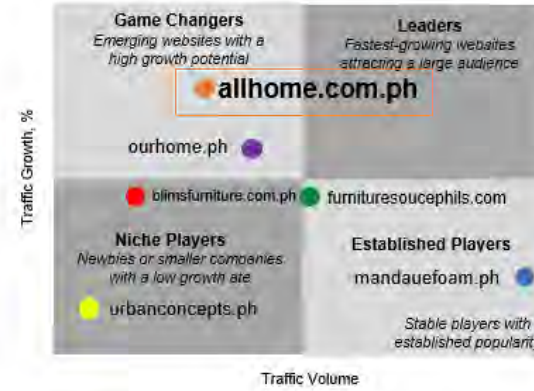 Game Changers
Emerging websites with a
high growth potential
Leaders
Fastest-growing websites
attracting a large audience
allhome.com.ph
ourhome.ph
blimsfurniture.com.ph
furnituresoucephils.com
Niche Players
Newbies or smaller companies
with a low growth ate
urbanconcepts.ph
Established Players
mandauefoam.ph
Stable players with
established popularity
Traffic Growth, %
Traffic Volume